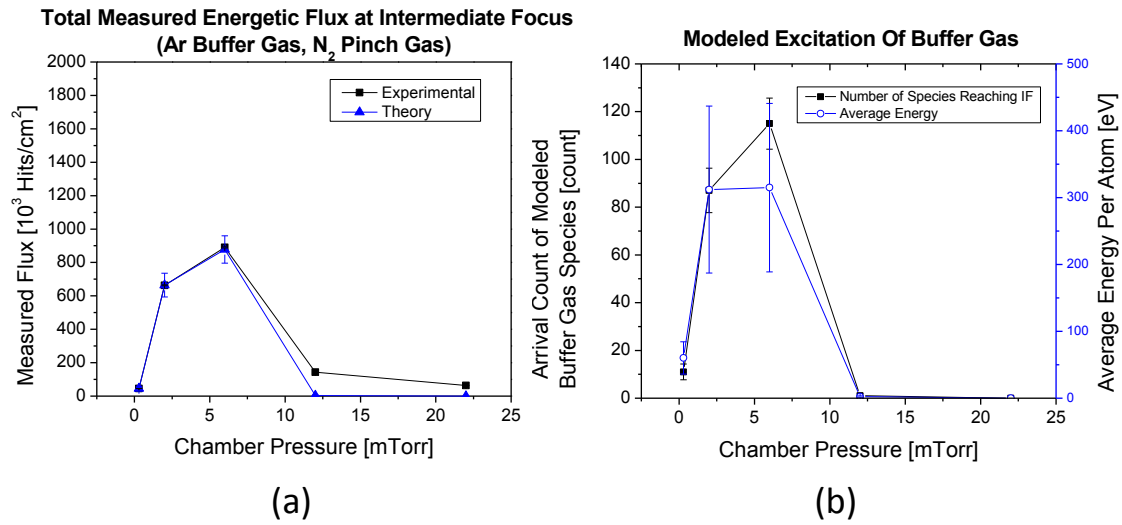 Total Measured Energetic Flux at Intermediate Focus
(Ar Buffer Gas, N₂ Pinch Gas)
2000
1800
1600
1400
1200
1000
800
600
400
200
0
Measured Flux [10³ Hits/cm²]
Experimental
Theory
0
5
10
15
20
25
Chamber Pressure [mTorr]
(a)
Modeled Excitation Of Buffer Gas
140
120
100
80
60
40
20
0
Arrival Count of Modeled
Buffer Gas Species [count]
Number of Species Reaching IF
Average Energy
500
400
300
200
100
0
Average Energy Per Atom [eV]
0
5
10
15
20
25
Chamber Pressure [mTorr]
(b)